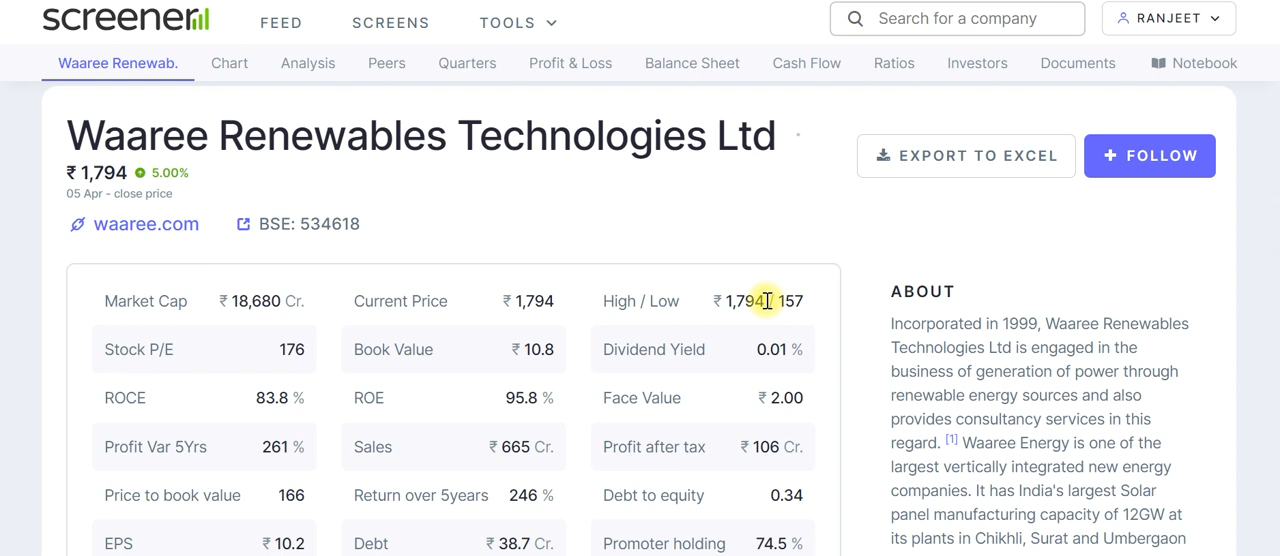 screener
FEED
SCREENS
TOOLS
Search for a company
RANJEET
Waaree Renewab.
Chart
Analysis
Peers
Quarters
Profit & Loss
Balance Sheet
Cash Flow
Ratios
Investors
Documents
Notebook
Waaree Renewables Technologies Ltd
EXPORT TO EXCEL
+ FOLLOW
₹ 1,794 5.00%
05 Apr - close price
waaree.com
BSE: 534618
Market Cap ₹ 18,680 Cr.
Current Price ₹ 1,794
High / Low ₹ 1,794 / 157
Stock P/E 176
Book Value ₹ 10.8
Dividend Yield 0.01 %
ROCE 83.8 %
ROE 95.8 %
Face Value ₹ 2.00
Profit Var 5Yrs 261 %
Sales ₹ 665 Cr.
Profit after tax ₹ 106 Cr.
Price to book value 166
Return over 5years 246 %
Debt to equity 0.34
EPS ₹ 10.2
Debt ₹ 38.7 Cr.
Promoter holding 74.5 %
ABOUT
Incorporated in 1999, Waaree Renewables
Technologies Ltd is engaged in the
business of generation of power through
renewable energy sources and also
provides consultancy services in this
regard. [1] Waaree Energy is one of the
largest vertically integrated new energy
companies. It has India's largest Solar
panel manufacturing capacity of 12GW at
its plants in Chikhli, Surat and Umbergaon